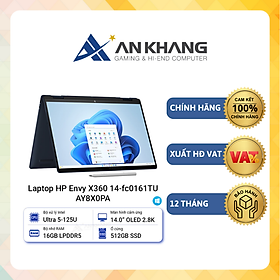 AN KHANG
GAMING & HI-END COMPUTER
CHÍNH HÃNG
CAM KẾT
100%
CHÍNH HÃNG
XUẤT HĐ VAT
VAT
12 THÁNG
BẢO HÀNH
Laptop HP Envy X360 14-fc0161TU
AY8X0PA
Bộ xử lý Intel
Ultra 5-125U
Màn hình cảm ứng
14.0" OLED 2.8K
Bộ nhớ RAM
16GB LPDDR5
Ổ cứng
512GB SSD